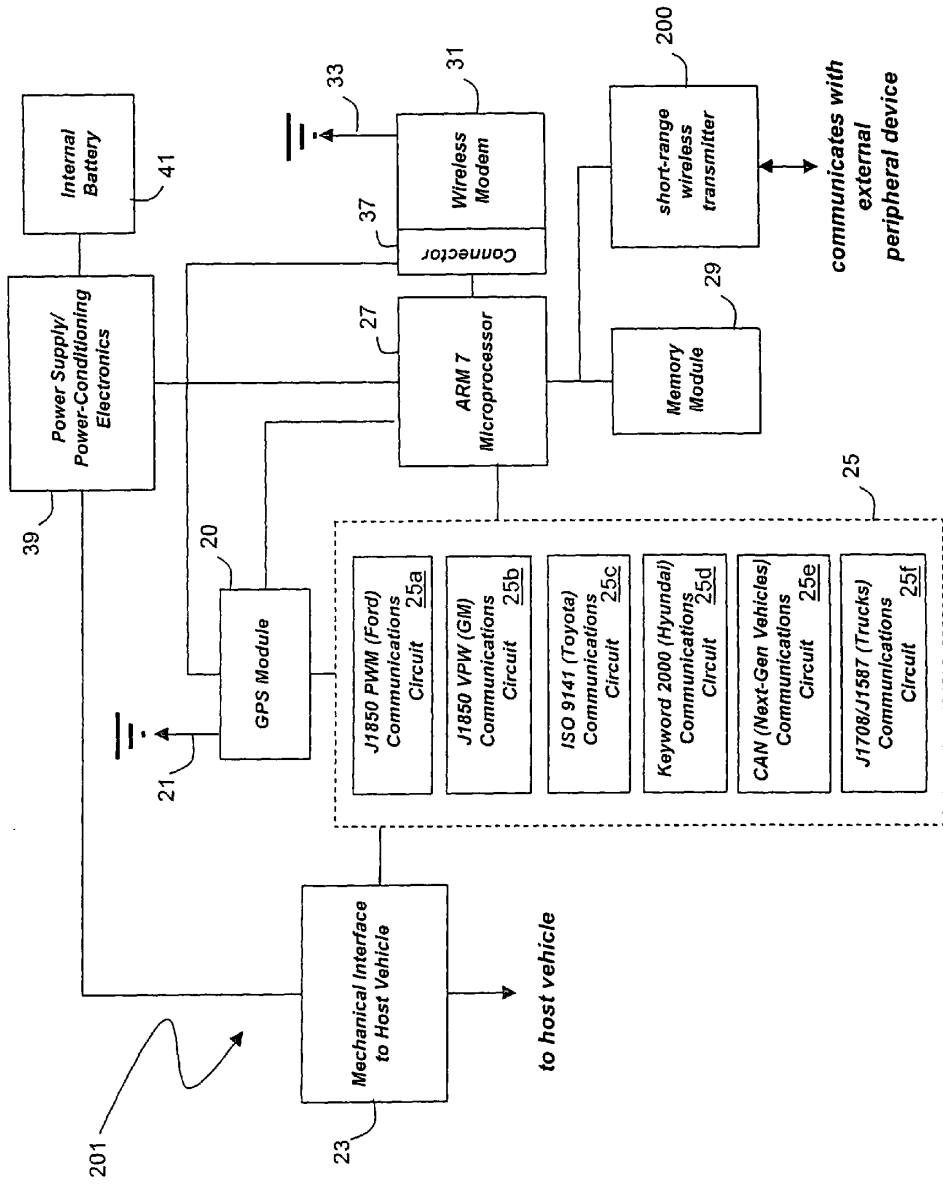 201
39
Power Supply/
Power-Conditioning
Electronics
Internal
Battery
41
21
20
GPS Module
33
31
37
Connector
Wireless
Modem
27
ARM 7
Microprocessor
Mechanical Interface
to Host Vehicle
23
to host vehicle
25
J1850 PWM (Ford)
Communications
Circuit 25a
J1850 VPW (GM)
Communications
Circuit 25b
ISO 9141 (Toyota)
Communications
Circuit 25c
Keyword 2000 (Hyundai)
Communications
Circuit 25d
CAN (Next-Gen Vehicles)
Communications
Circuit 25e
J1708/J1587 (Trucks)
Communications
Circuit 25f
Memory
Module
29
short-range
wireless
transmitter
200
communicates with
external
peripheral device